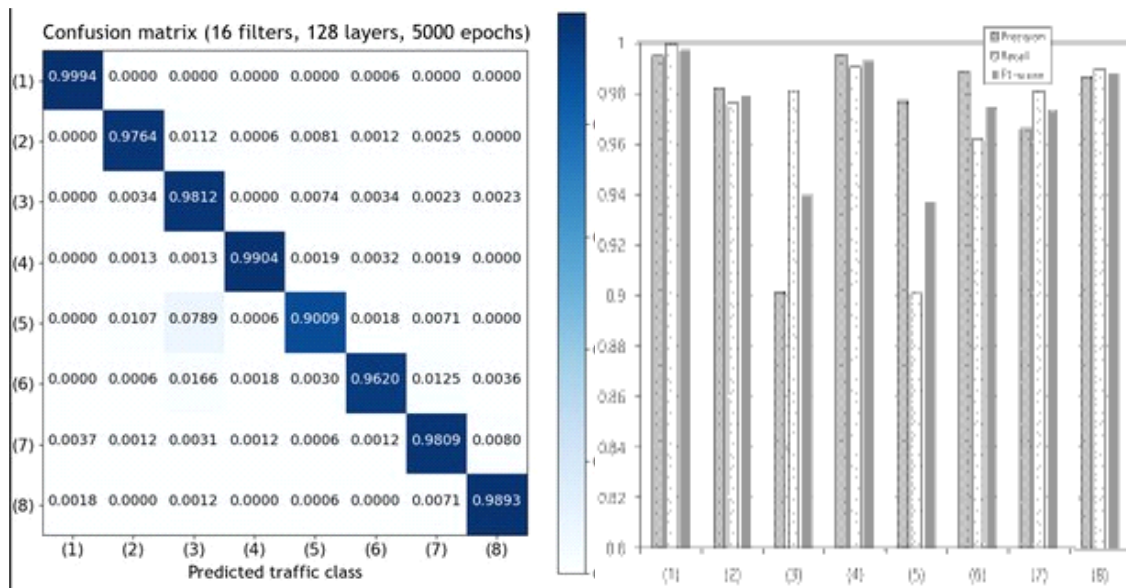 Confusion matrix (16 filters, 128 layers, 5000 epochs)
(1) 0.9994 0.0000 0.0000 0.0000 0.0000 0.0006 0.0000 0.0000
(2) 0.0000 0.9764 0.0112 0.0006 0.0081 0.0012 0.0025 0.0000
(3) 0.0000 0.0034 0.9812 0.0000 0.0074 0.0034 0.0023 0.0023
(4) 0.0000 0.0013 0.0013 0.9904 0.0019 0.0032 0.0019 0.0000
(5) 0.0000 0.0107 0.0789 0.0006 0.9009 0.0018 0.0071 0.0000
(6) 0.0000 0.0006 0.0166 0.0018 0.0030 0.9620 0.0125 0.0036
(7) 0.0037 0.0012 0.0031 0.0012 0.0006 0.0012 0.9809 0.0080
(8) 0.0018 0.0000 0.0012 0.0000 0.0006 0.0000 0.0071 0.9893
(1) (2) (3) (4) (5) (6) (7) (8)
Predicted traffic class
Precision
Recall
F1-score
1
0.98
0.96
0.94
0.92
0.9
0.88
0.86
0.84
0.82
0.8
(1) (2) (3) (4) (5) (6) (7) (8)